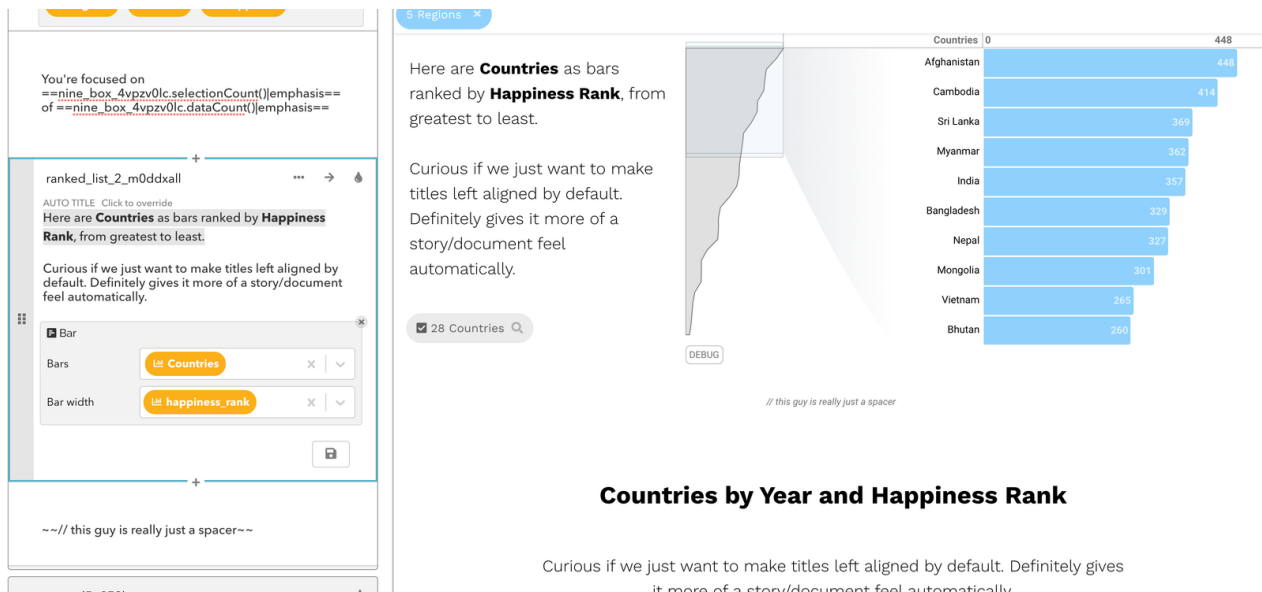 You're focused on
==nine_box_4vpzv0lc.selectionCount()|emphasis==
of ==nine_box_4vpzv0lc.dataCount()|emphasis==
ranked_list_2_m0ddxall
AUTO TITLE Click to override
Here are Countries as bars ranked by Happiness
Rank, from greatest to least.
Curious if we just want to make titles left aligned by
default. Definitely gives it more of a story/document
feel automatically.
Bar
Bars
Countries
Bar width
happiness_rank
~~// this guy is really just a spacer~~
5 Regions
Here are Countries as bars
ranked by Happiness Rank, from
greatest to least.
Curious if we just want to make
titles left aligned by default.
Definitely gives it more of a
story/document feel
automatically.
28 Countries
DEBUG
Countries 0 448
Afghanistan 448
Cambodia 414
Sri Lanka 369
Myanmar 362
India 357
Bangladesh 329
Nepal 327
Mongolia 301
Vietnam 265
Bhutan 260
// this guy is really just a spacer
Countries by Year and Happiness Rank
Curious if we just want to make titles left aligned by default. Definitely gives
it more of a story/document feel automatically.